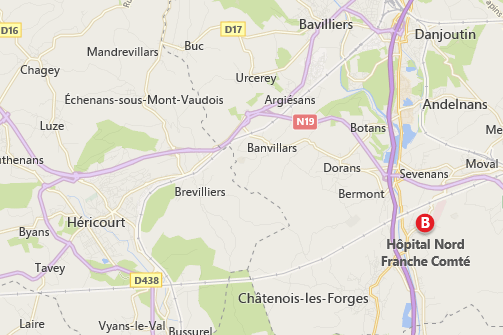 D16
D17
Bavilliers
Danjoutin
Mandrevillars
Buc
Chagey
Urcerey
Échenans-sous-Mont-Vaudois
Argiésans
Andelnans
Luze
N19
Botans
Me
uthenans
Banvillars
Moval
Dorans
Sevenans
Brevilliers
Bermont
Héricourt
B
Byans
Hôpital Nord
Franche Comté
Tavey
D438
Châtenois-les-Forges
Laire
Vyans-le-Val
Bussurel